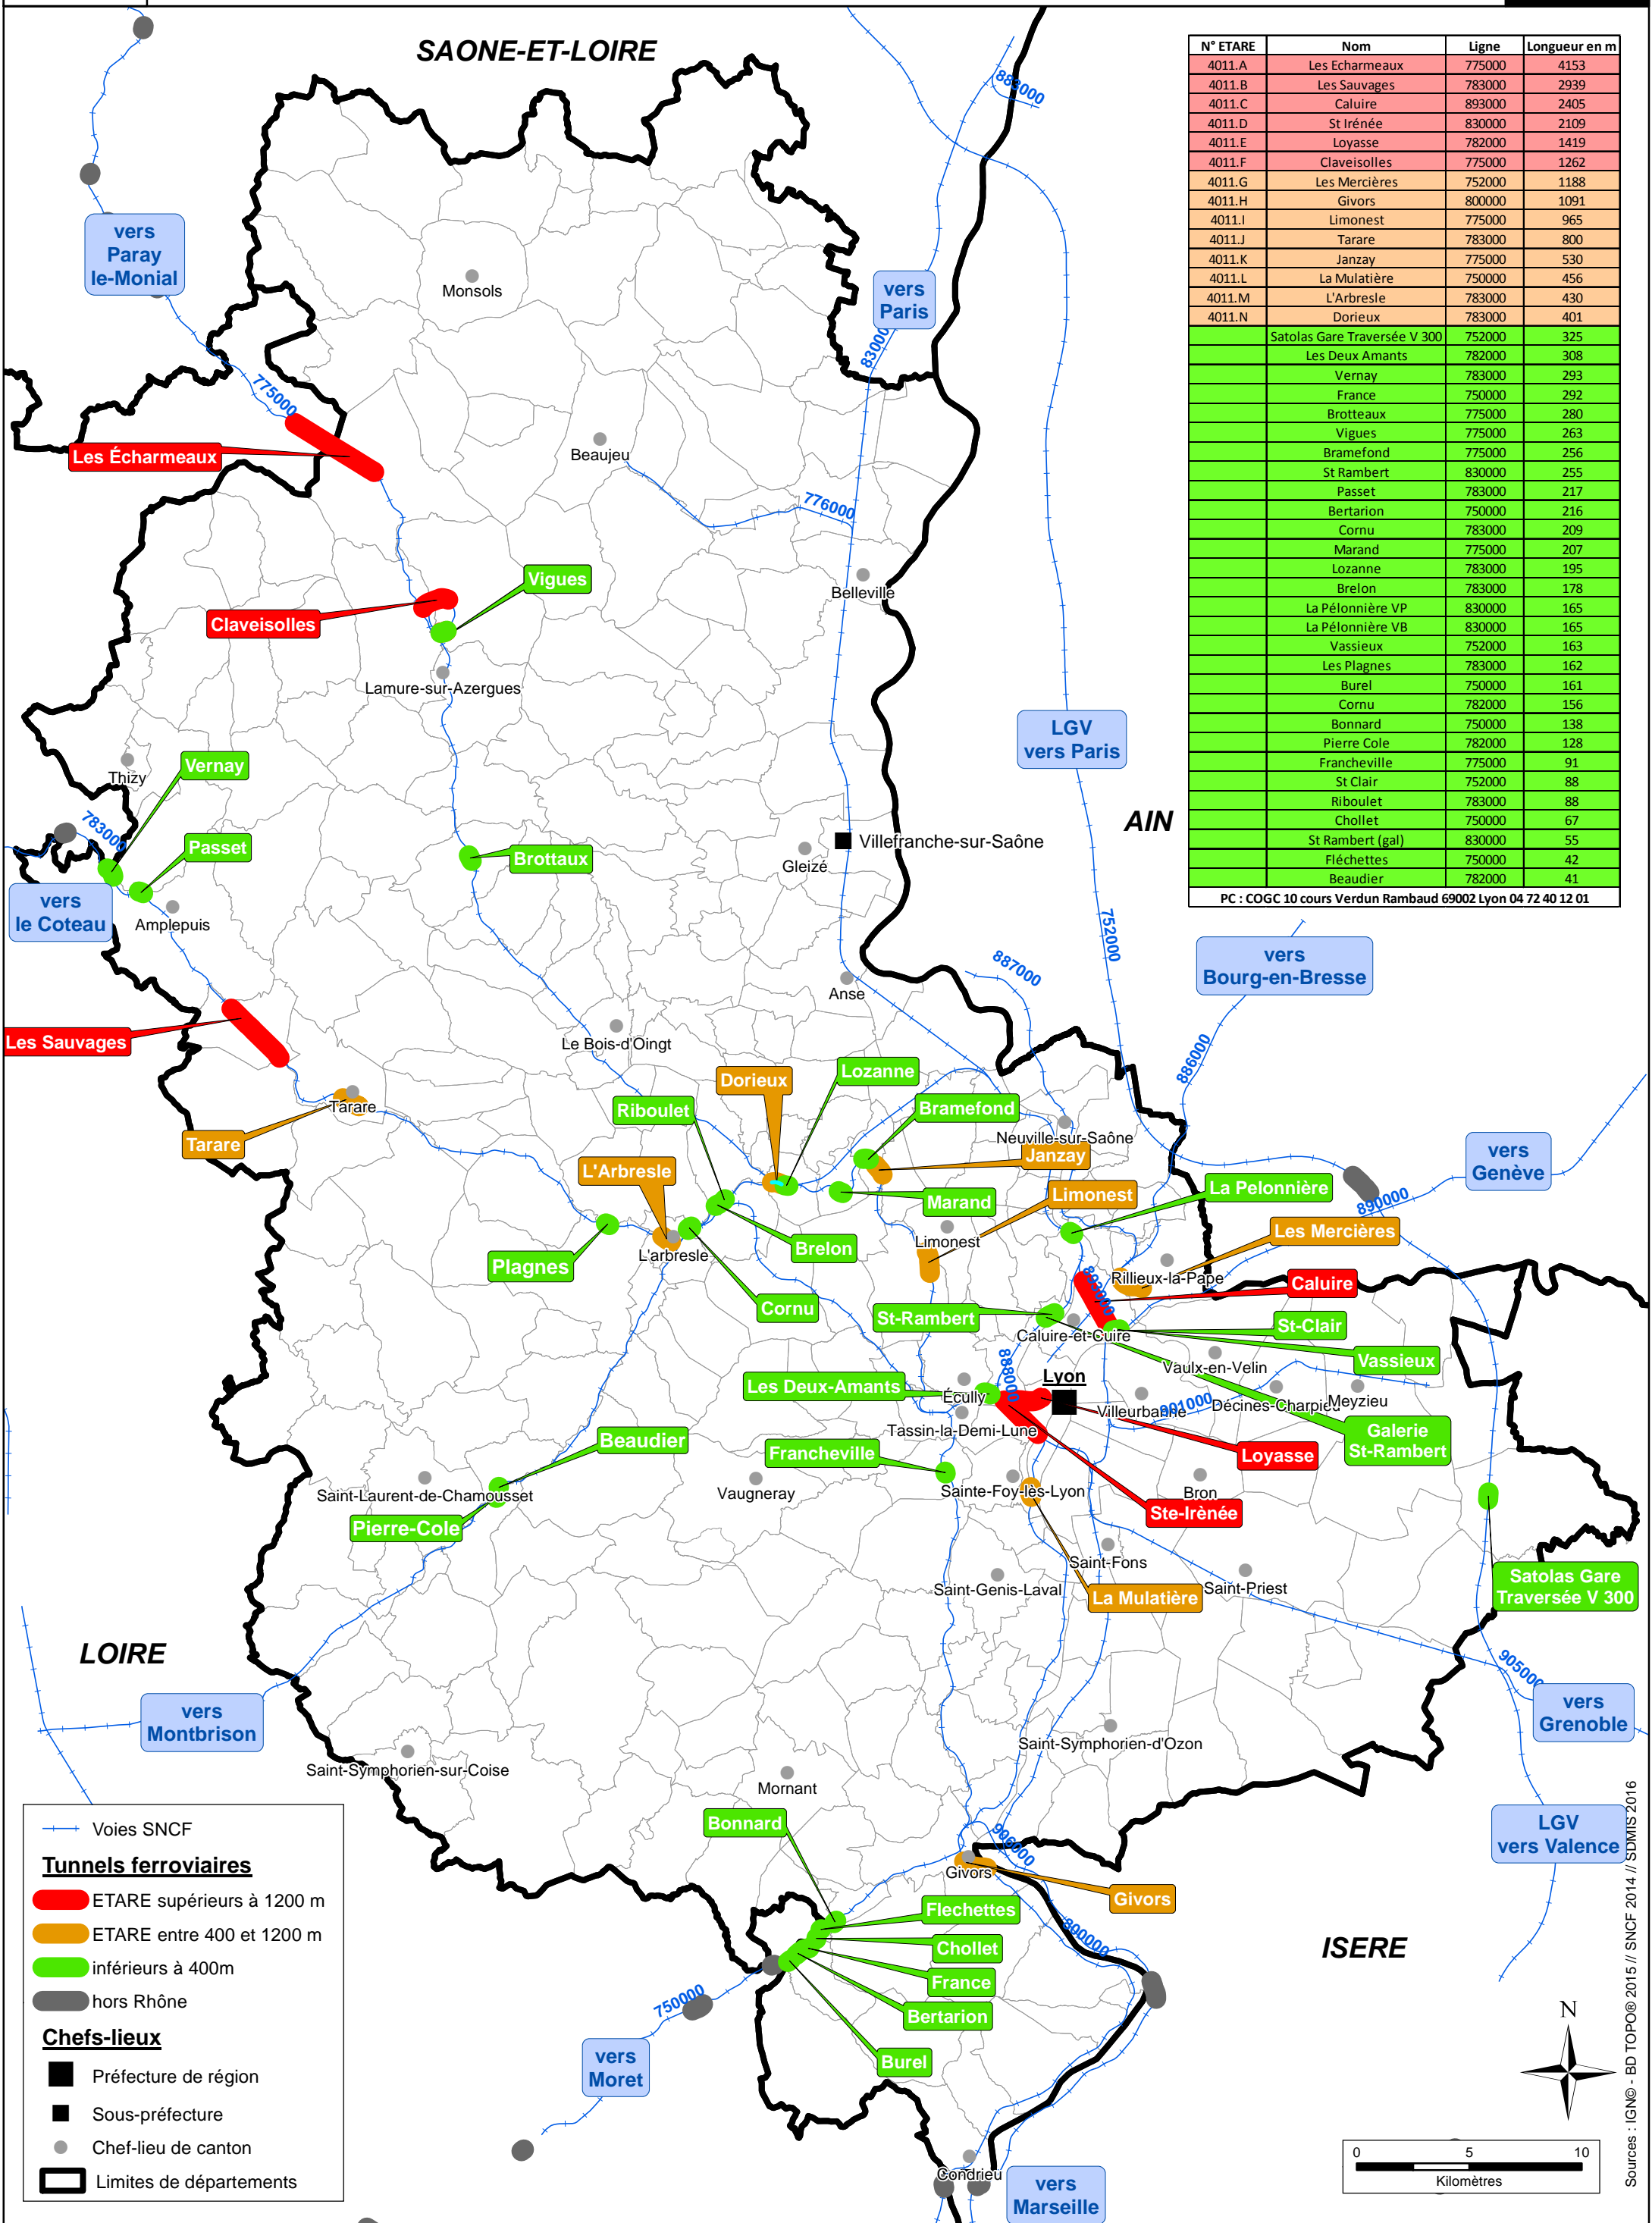 SAONE-ET-LOIRE
883000
N° ETARE Nom Ligne Longueur en m
4011.A Les Echarmeaux 775000 4153
4011.B Les Sauvages 783000 2939
4011.C Caluire 893000 2405
4011.D St Irénée 830000 2109
4011.E Loyasse 782000 1419
4011.F Claveisolles 775000 1262
4011.G Les Mercières 752000 1188
4011.H Givors 800000 1091
4011.I Limonest 775000 965
4011.J Tarare 783000 800
4011.K Janzay 775000 530
4011.L La Mulatière 750000 456
4011.M L'Arbresle 783000 430
4011.N Dorieux 783000 401
Satolas Gare Traversée V 300 752000 325
Les Deux Amants 782000 308
Vernay 783000 293
France 750000 292
Brotteaux 775000 280
Vigues 775000 263
Bramefond 775000 256
St Rambert 830000 255
Passet 783000 217
Bertarion 750000 216
Cornu 783000 209
Marand 775000 207
Lozanne 783000 195
Brelon 783000 178
La Pélonnière VP 830000 165
La Pélonnière VB 830000 165
Vassieux 752000 163
Les Plagnes 783000 162
Burel 750000 161
Cornu 782000 156
Bonnard 750000 138
Pierre Cole 782000 128
Francheville 775000 91
St Clair 752000 88
Riboulet 783000 88
Chollet 750000 67
St Rambert (gal) 830000 55
Fléchettes 750000 42
Beaudier 782000 41
PC : COGC 10 cours Verdun Rambaud 69002 Lyon 04 72 40 12 01
vers
Paray
le-Monial
Monsols
vers
Paris
83000
775000
Les Écharmeaux
Beaujeu
776000
Vigues
Belleville
Claveisolles
Lamure-sur-Azergues
LGV
vers Paris
Thizy
Vernay
783000
Passet
Brottaux
Villefranche-sur-Saône
Gleizé
AIN
vers
le Coteau
Amplepuis
752000
887000
vers
Bourg-en-Bresse
Anse
Les Sauvages
Le Bois-d'Oingt
886000
Tarare
Tarare
Dorieux
Lozanne
Riboulet
Bramefond
Neuville-sur-Saône
Janzay
vers
Genève
L'Arbresle
Limonest
La Pelonnière
890000
Marand
Les Mercières
Limonest
Brelon
L'arbresle
Plagnes
Rillieux-la-Pape
893000
Caluire
Cornu
St-Rambert
St-Clair
Caluire-et-Cuire
Vassieux
Vaulx-en-Velin
888000
Lyon
Les Deux-Amants
Écully
Villeurbanne
901000
Décines-Charpieu
Meyzieu
Tassin-la-Demi-Lune
Galerie
St-Rambert
Beaudier
Francheville
Loyasse
Saint-Laurent-de-Chamousset
Vaugneray
Sainte-Foy-lès-Lyon
Bron
Ste-Irènée
Pierre-Cole
Saint-Fons
Saint-Genis-Laval
Saint-Priest
La Mulatière
Satolas Gare
Traversée V 300
LOIRE
905000
vers
Montbrison
vers
Grenoble
Saint-Symphorien-d'Ozon
Saint-Symphorien-sur-Coise
Mornant
Bonnard
LGV
vers Valence
906000
Givors
Givors
Flechettes
800000
Chollet
ISERE
France
750000
Bertarion
Burel
vers
Moret
Condrieu
vers
Marseille
Voies SNCF
Tunnels ferroviaires
ETARE supérieurs à 1200 m
ETARE entre 400 et 1200 m
inférieurs à 400m
hors Rhône
Chefs-lieux
Préfecture de région
Sous-préfecture
Chef-lieu de canton
Limites de départements
N
0 5 10
Kilomètres
Sources : IGN© - BD TOPO® 2015 // SNCF 2014 // SDMIS 2016